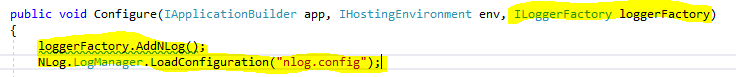 public void Configure(IApplicationBuilder app, IHostingEnvironment env, ILoggerFactory loggerFactory)
{
loggerFactory.AddNLog();
NLog.LogManager.LoadConfiguration("nlog.config");